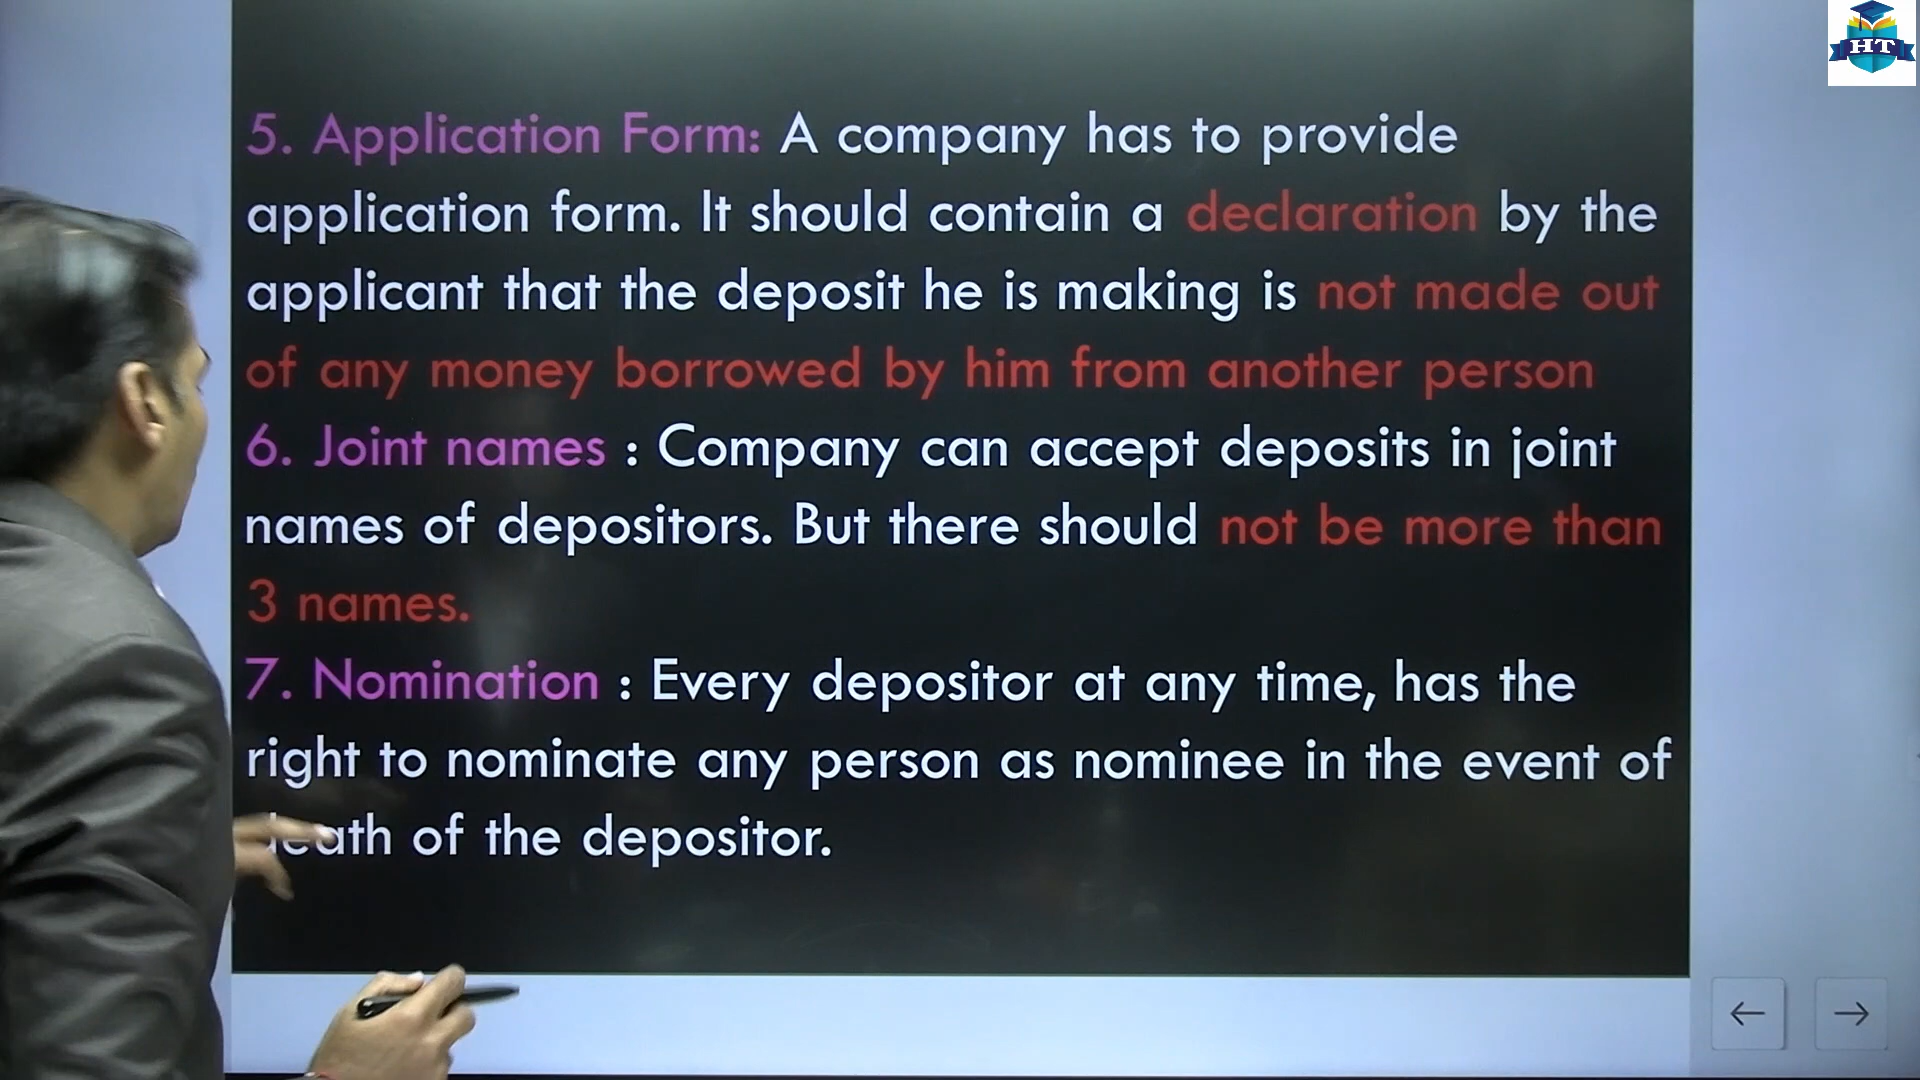 HT
5. Application Form: A company has to provide
application form. It should contain a declaration by the
applicant that the deposit he is making is not made out
of any money borrowed by him from another person
6. Joint names : Company can accept deposits in joint
names of depositors. But there should not be more than
3 names.
7. Nomination : Every depositor at any time, has the
right to nominate any person as nominee in the event of
death of the depositor.